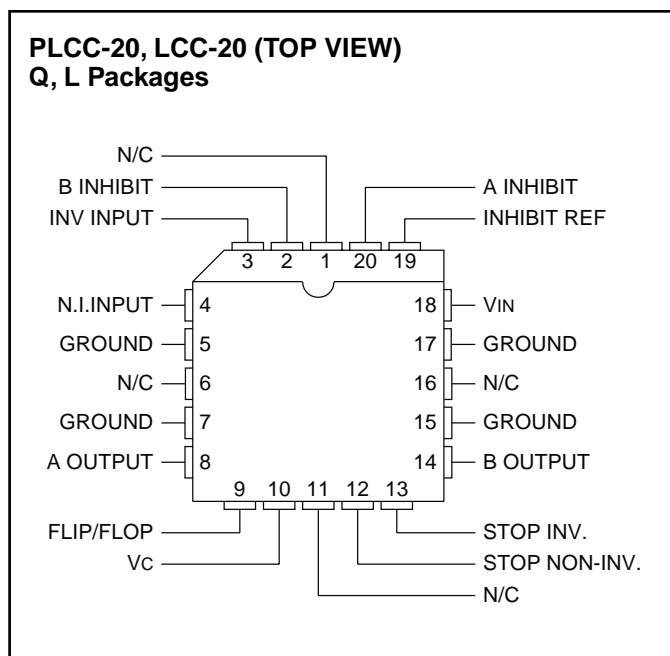 PLCC-20, LCC-20 (TOP VIEW)
Q, L Packages
N/C
B INHIBIT
A INHIBIT
INV INPUT
INHIBIT REF
3 2 1 20 19
N.I.INPUT 4 18 VIN
GROUND 5 17 GROUND
N/C 6 16 N/C
GROUND 7 15 GROUND
A OUTPUT 8 14 B OUTPUT
9 10 11 12 13
FLIP/FLOP
STOP INV.
VC
STOP NON-INV.
N/C